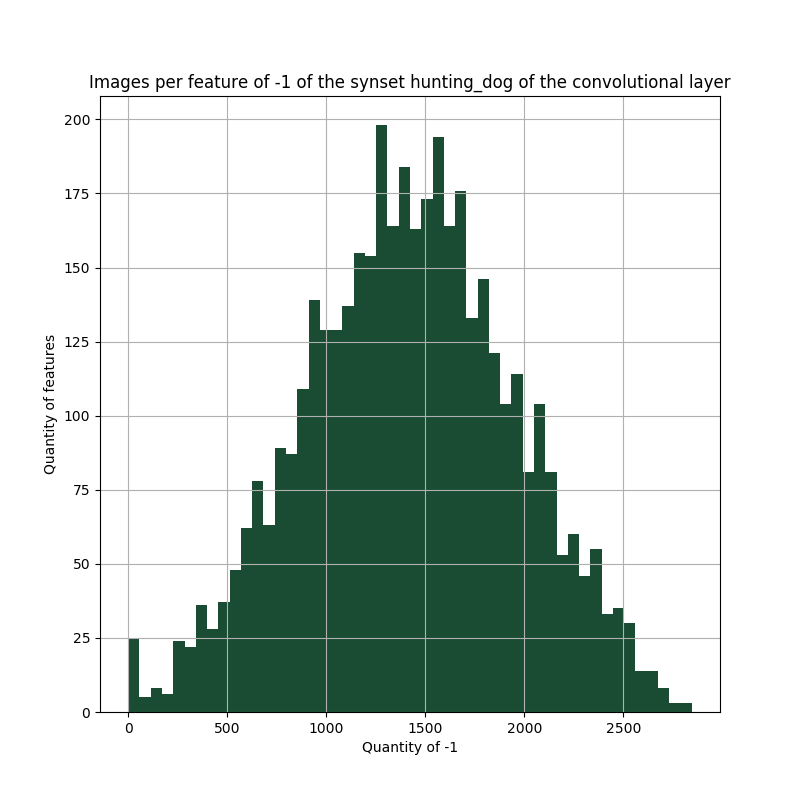 Images per feature of -1 of the synset hunting_dog of the convolutional layer
200
175
150
125
100
75
50
25
0
Quantity of features
0 500 1000 1500 2000 2500
Quantity of -1